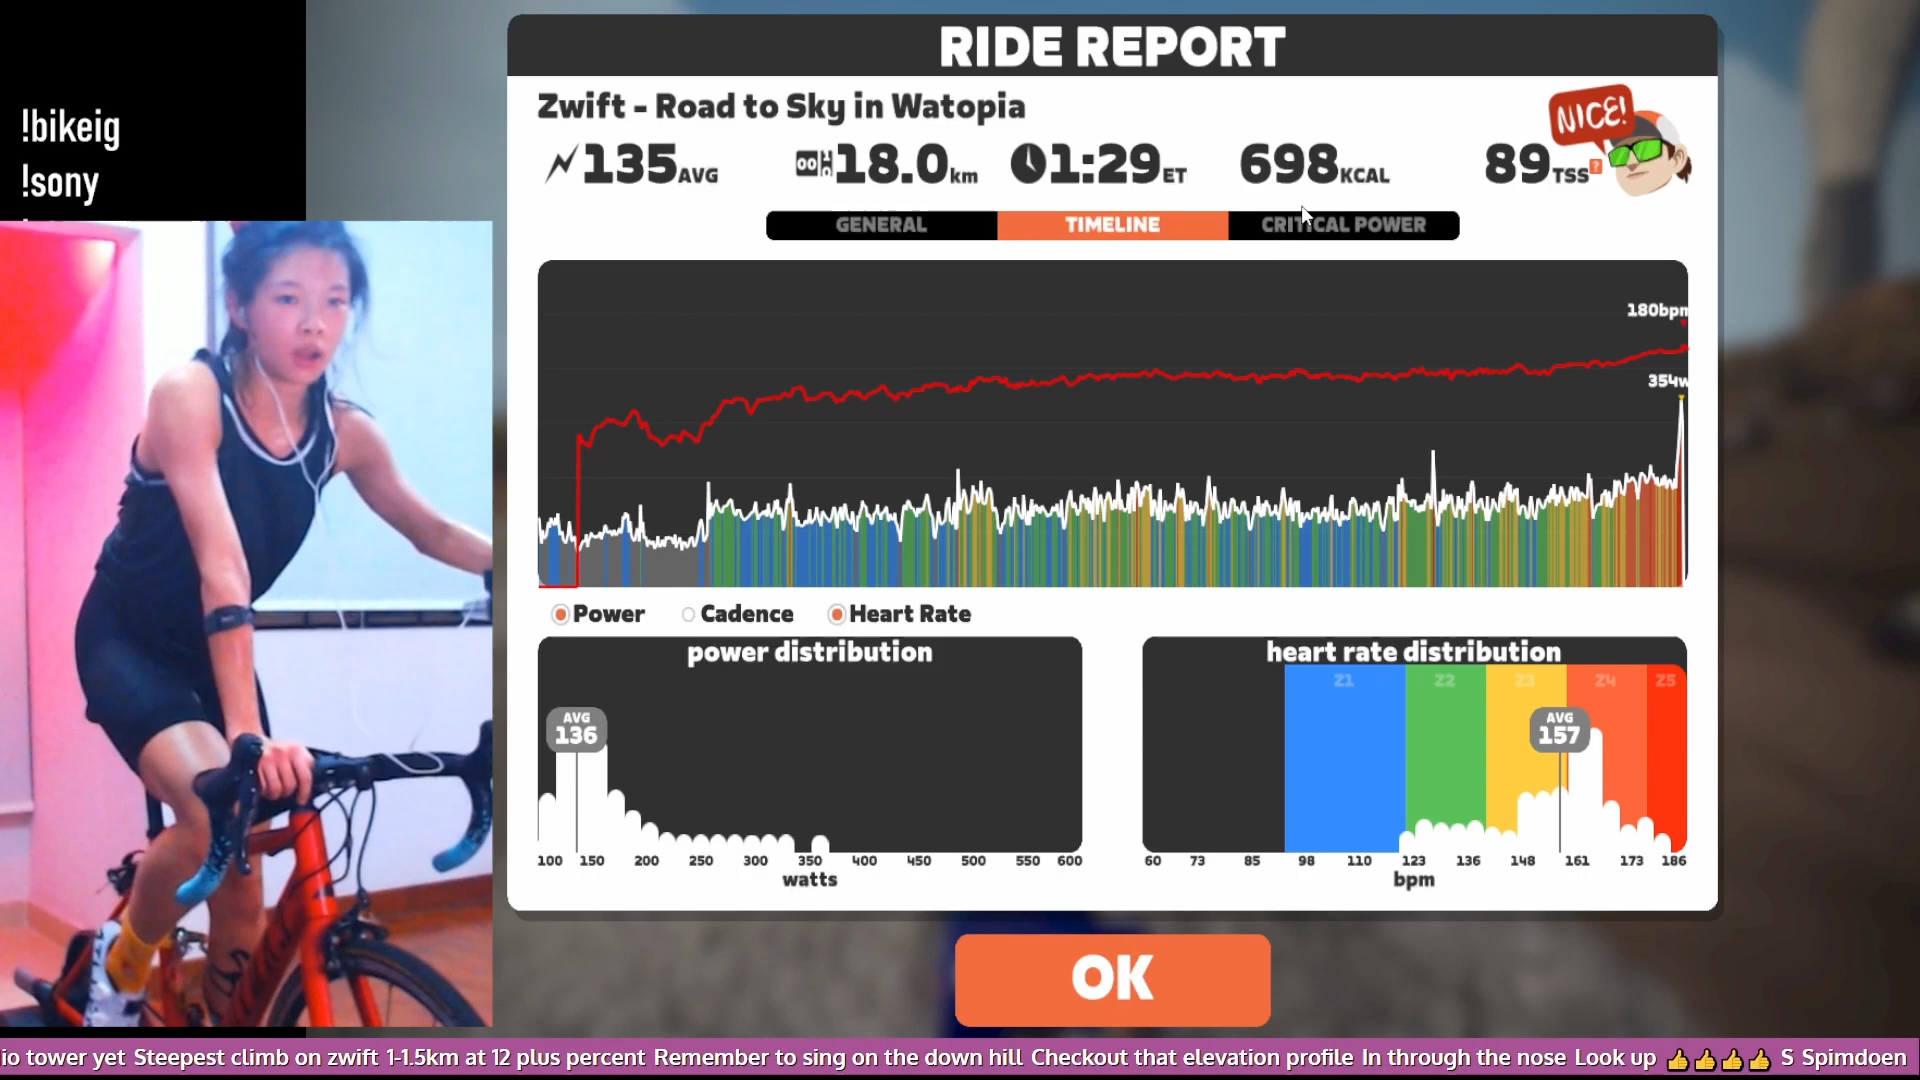 !bikeig
!sony
RIDE REPORT
Zwift - Road to Sky in Watopia
NICE!
135AVG 18.0km 1:29ET 698KCAL 89TSS ?
GENERAL TIMELINE CRITICAL POWER
180bpm
354w
Power Cadence Heart Rate
power distribution
AVG
136
100 150 200 250 300 350 400 450 500 550 600
watts
heart rate distribution
Z1 Z2 Z3 Z4 Z5
AVG
157
60 73 85 98 110 123 136 148 161 173 186
bpm
OK
io tower yet Steepest climb on zwift 1-1.5km at 12 plus percent Remember to sing on the down hill Checkout that elevation profile In through the nose Look up 👍👍👍👍 S Spimdoen